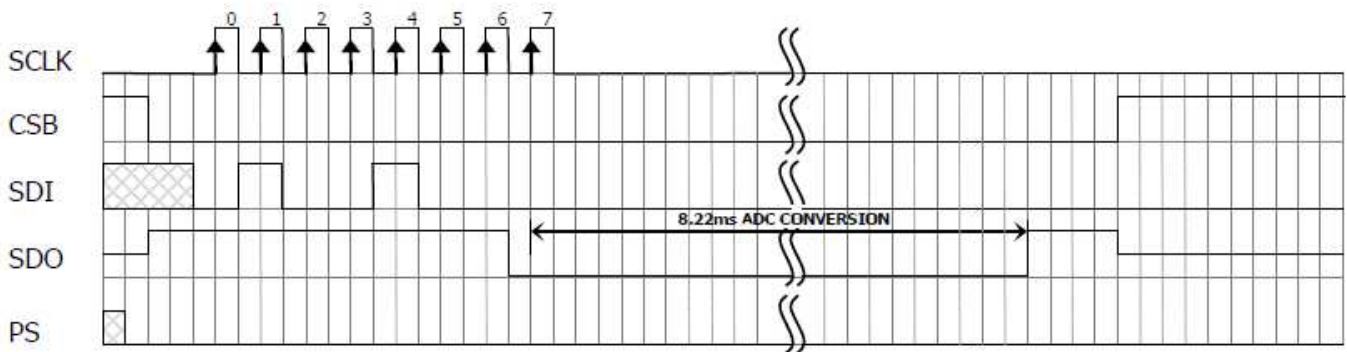 0 1 2 3 4 5 6 7
SCLK
CSB
SDI
8.22ms ADC CONVERSION
SDO
PS